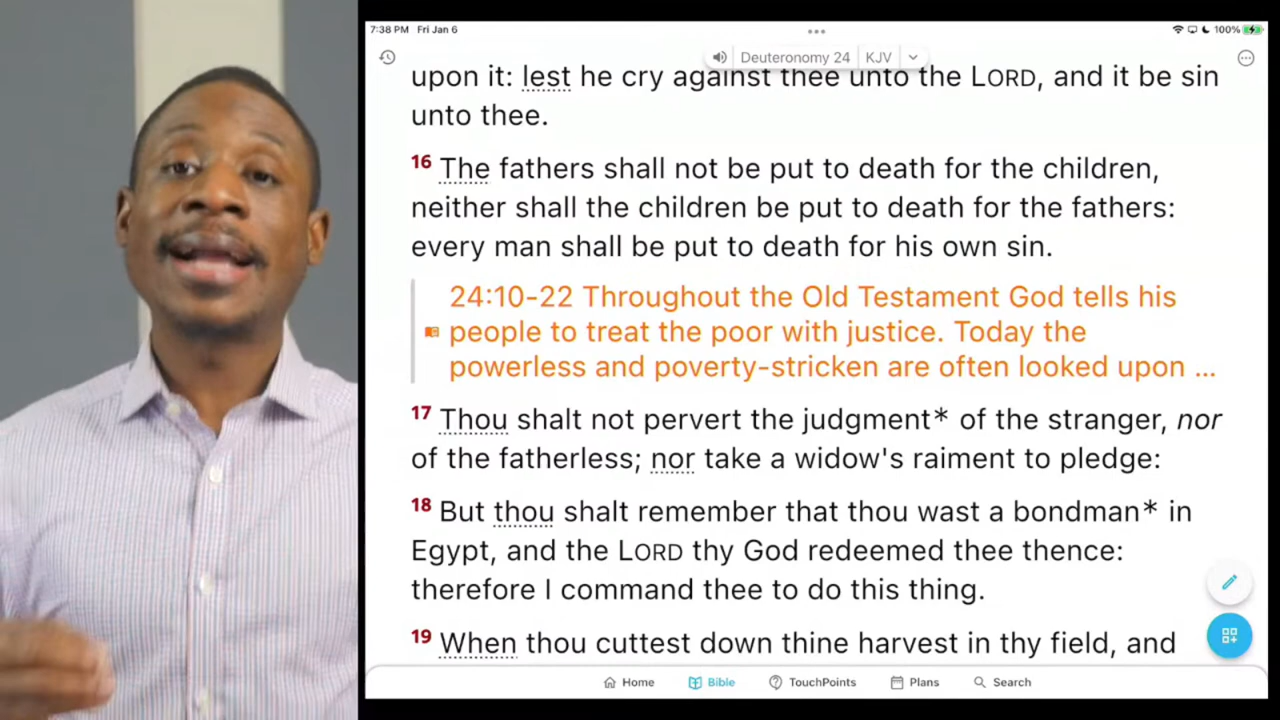 7:38 PM Fri Jan 6
100%
Deuteronomy 24 KJV
upon it: lest he cry against thee unto the LORD, and it be sin
unto thee.
16 The fathers shall not be put to death for the children,
neither shall the children be put to death for the fathers:
every man shall be put to death for his own sin.
24:10-22 Throughout the Old Testament God tells his
people to treat the poor with justice. Today the
powerless and poverty-stricken are often looked upon ...
17 Thou shalt not pervert the judgment* of the stranger, nor
of the fatherless; nor take a widow's raiment to pledge:
18 But thou shalt remember that thou wast a bondman* in
Egypt, and the LORD thy God redeemed thee thence:
therefore I command thee to do this thing.
19 When thou cuttest down thine harvest in thy field, and
Home Bible TouchPoints Plans Search